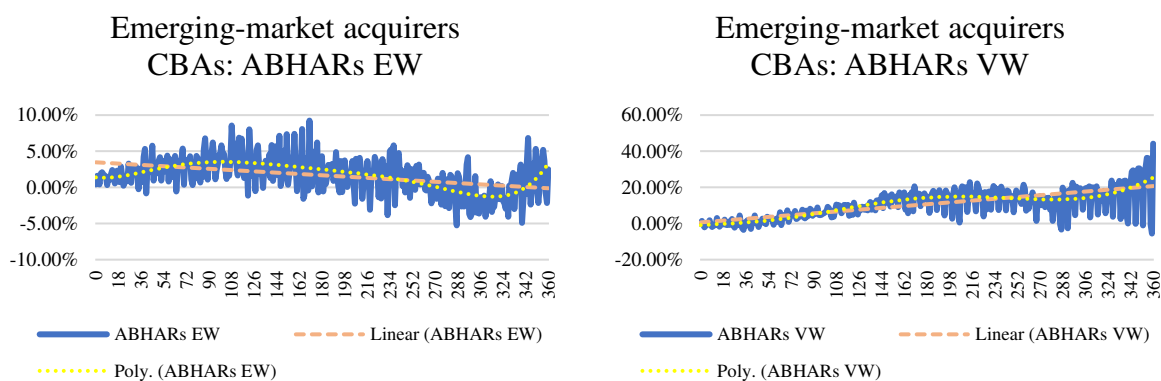 Emerging-market acquirers
CBAs: ABHARs EW
10.00%
5.00%
0.00%
-5.00%
-10.00%
0 18 36 54 72 90 108 126 144 162 180 198 216 234 252 270 288 306 324 342 360
ABHARs EW
Linear (ABHARs EW)
Poly. (ABHARs EW)
Emerging-market acquirers
CBAs: ABHARs VW
60.00%
40.00%
20.00%
0.00%
-20.00%
0 18 36 54 72 90 108 126 144 162 180 198 216 234 252 270 288 306 324 342 360
ABHARs VW
Linear (ABHARs VW)
Poly. (ABHARs VW)